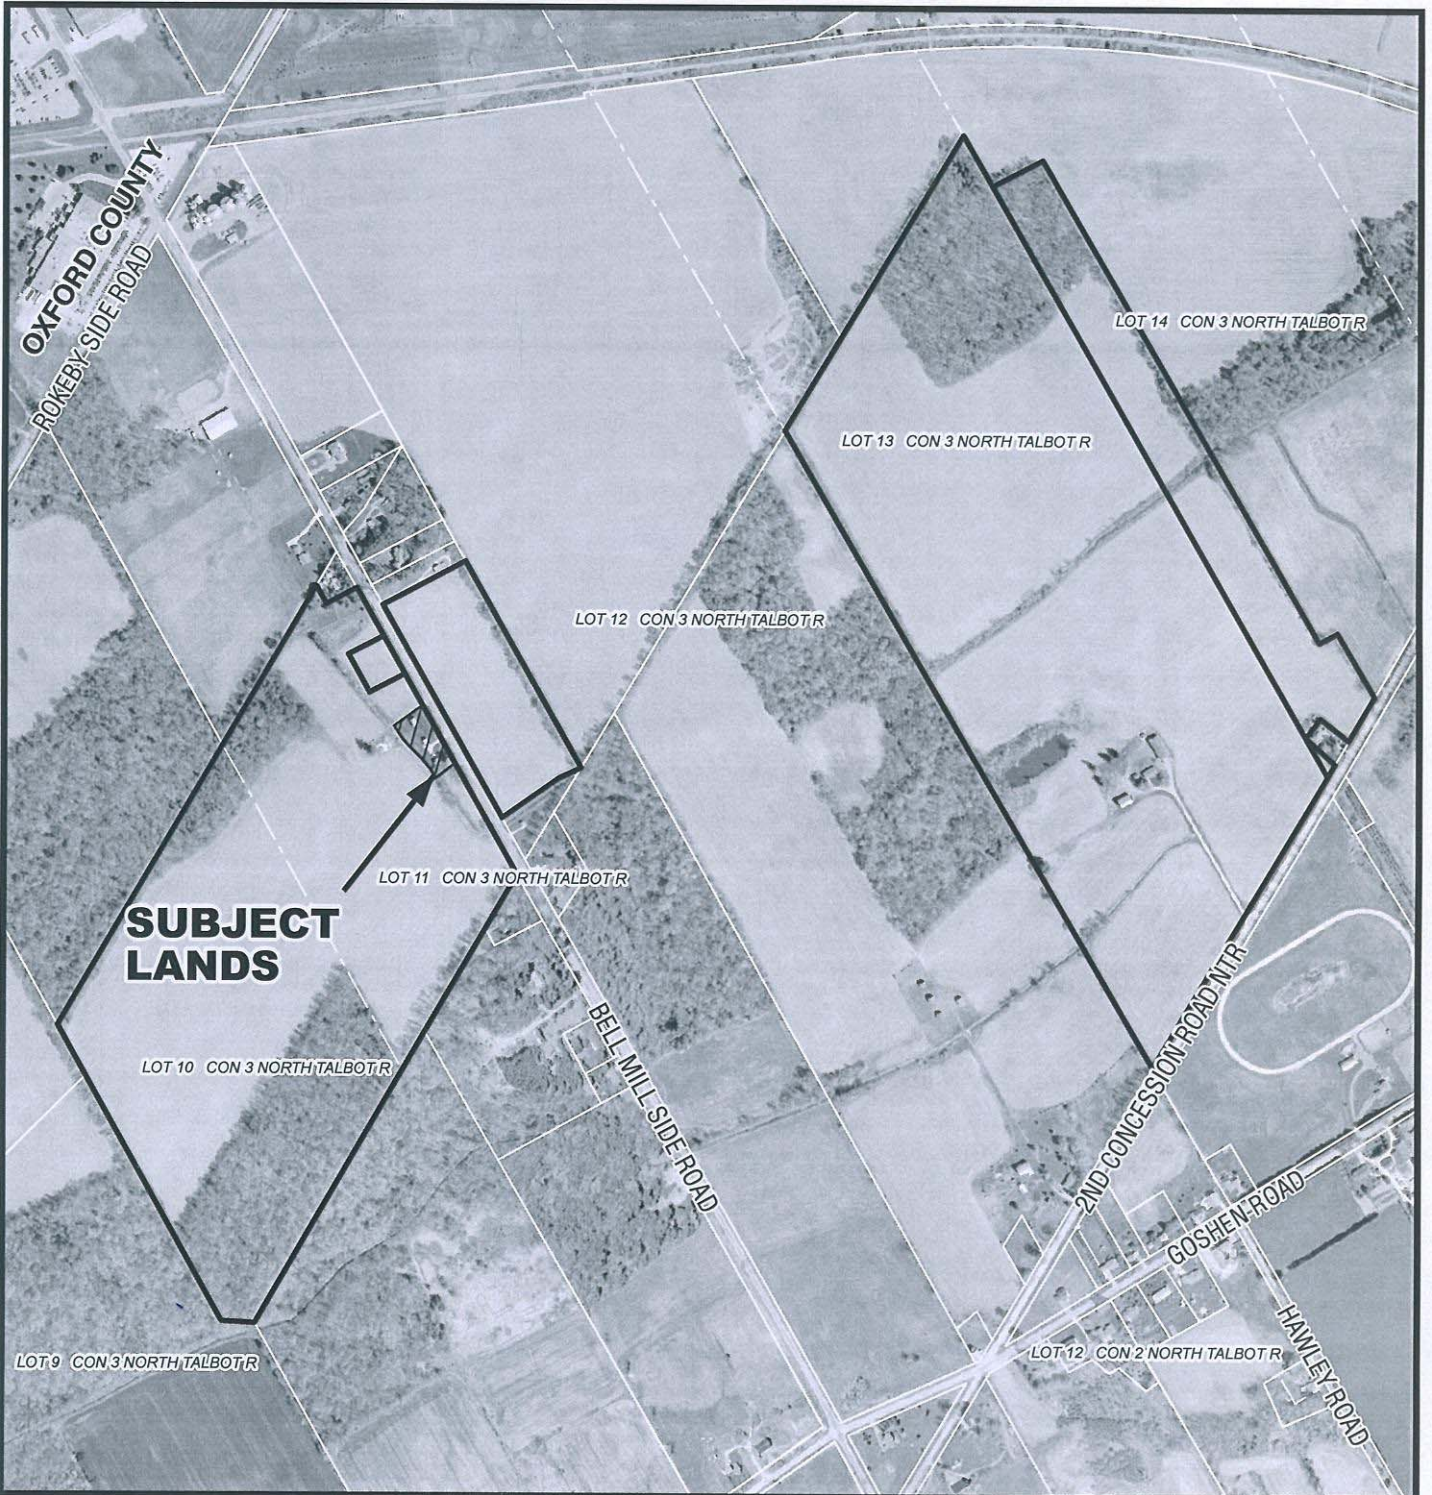 OXFORD COUNTY
ROKEBY SIDE ROAD
LOT 14 CON 3 NORTH TALBOT R
LOT 13 CON 3 NORTH TALBOT R
LOT 12 CON 3 NORTH TALBOT R
LOT 11 CON 3 NORTH TALBOT R
SUBJECT
LANDS
LOT 10 CON 3 NORTH TALBOT R
BELL MILL SIDE ROAD
2ND CONCESSION ROAD NTR
GOSHEN ROAD
HAWLEY ROAD
LOT 12 CON 2 NORTH TALBOT R
LOT 9 CON 3 NORTH TALBOT R